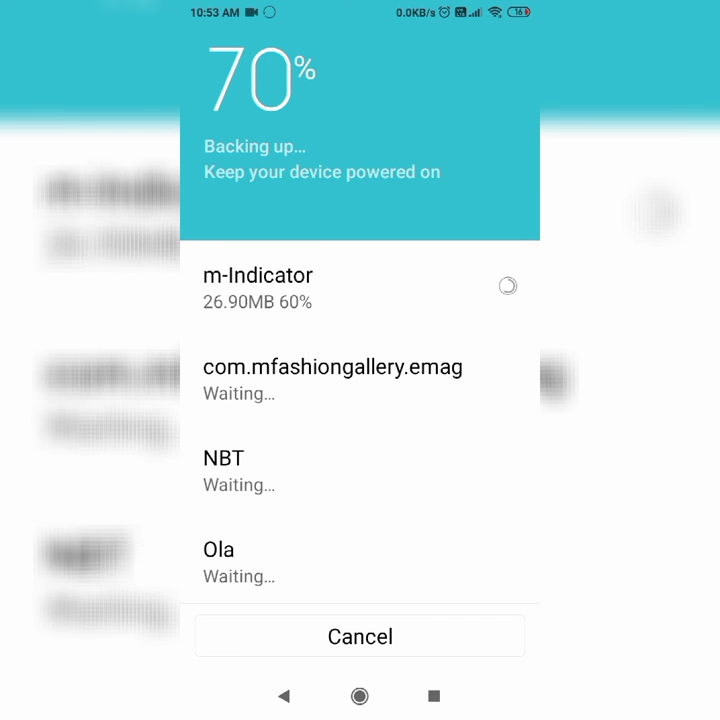 10:53 AM 0.0KB/s 16
70%
Backing up...
Keep your device powered on
m-Indicator
26.90MB 60%
com.mfashiongallery.emag
Waiting...
NBT
Waiting...
Ola
Waiting...
Cancel